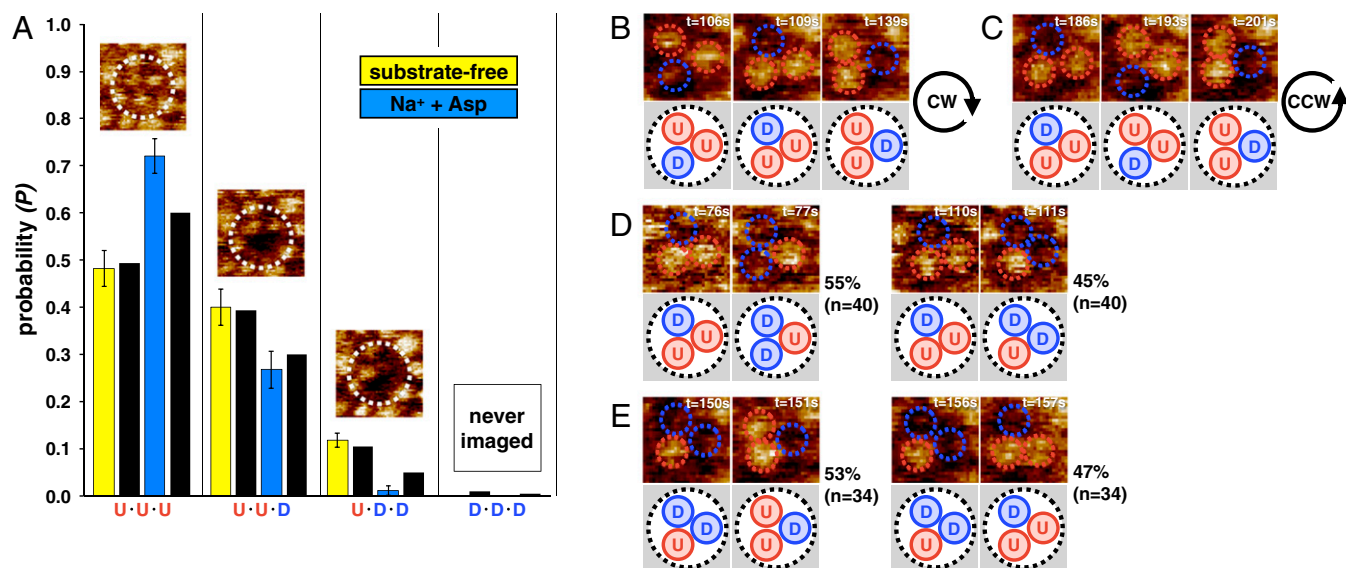 A
probability (P)
1.0
0.9
0.8
0.7
0.6
0.5
0.4
0.3
0.2
0.1
0.0
substrate-free
Na⁺ + Asp
never
imaged
U·U·U
U·U·D
U·D·D
D·D·D
B
t=106s
t=109s
t=139s
U
U
D
D
U
U
U
D
U
CW
C
t=186s
t=193s
t=201s
D
U
U
U
U
D
U
D
U
CCW
D
t=76s
t=77s
D
U
U
D
U
D
55%
(n=40)
t=110s
t=111s
D
U
U
D
D
U
45%
(n=40)
E
t=150s
t=151s
D
D
U
U
D
U
53%
(n=34)
t=156s
t=157s
D
D
U
D
U
U
47%
(n=34)